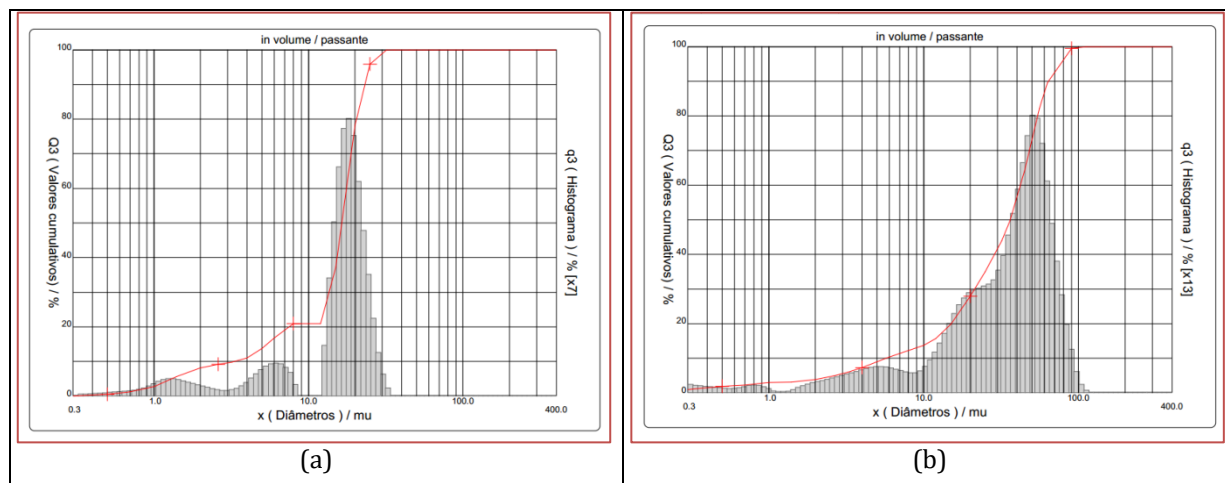 in volume / passante
100
80
60
40
20
0
Q3 ( Valores cumulativos) / %
q3 ( Histograma ) / % [x7]
0.3
1.0
10.0
100.0
400.0
x ( Diâmetros ) / mu
(a)
in volume / passante
100
80
60
40
20
0
Q3 ( Valores cumulativos) / %
q3 ( Histograma ) / % [x13]
0.3
1.0
10.0
100.0
400.0
x ( Diâmetros ) / mu
(b)